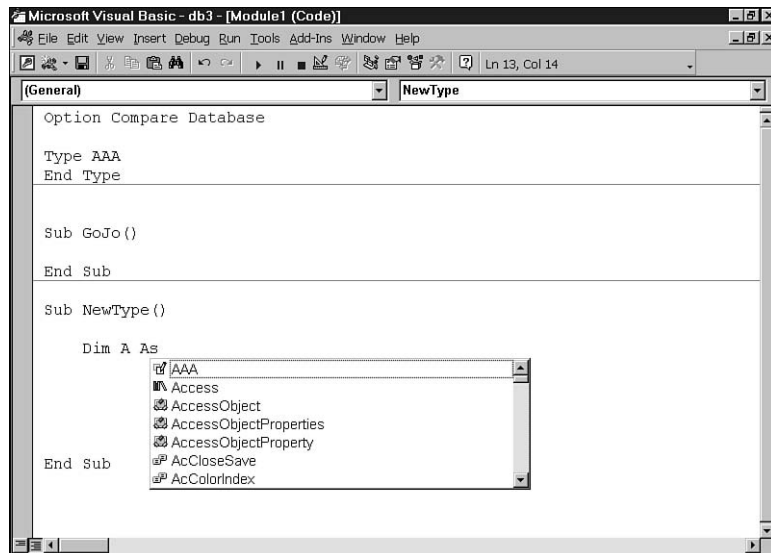 Microsoft Visual Basic - db3 - [Module1 (Code)]
File Edit View Insert Debug Run Tools Add-Ins Window Help
Ln 13, Col 14
(General) NewType
Option Compare Database
Type AAA
End Type
Sub GoJo()
End Sub
Sub NewType()
Dim A As
AAA
Access
AccessObject
AccessObjectProperties
AccessObjectProperty
AcCloseSave
AcColorIndex
End Sub